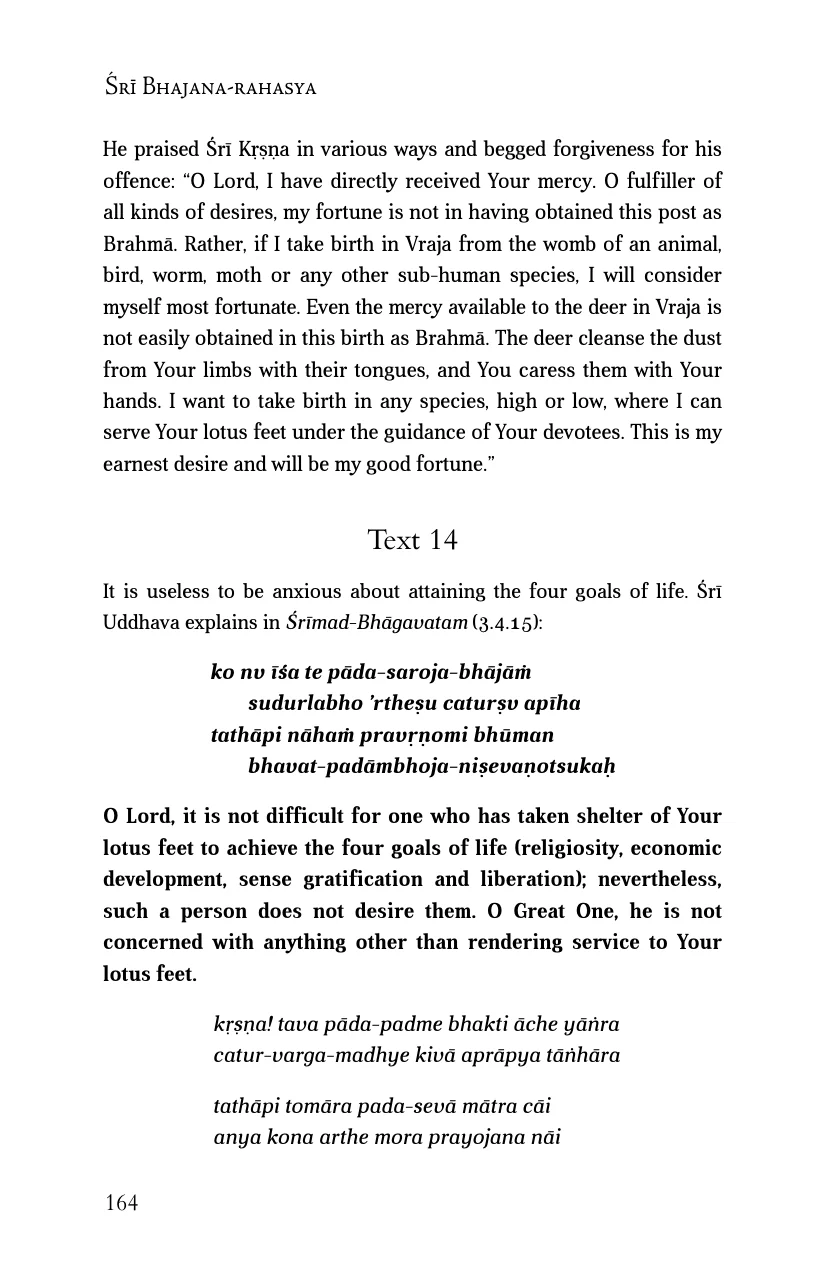 Śrī Bhajana-rahasya
He praised Śrī Kṛṣṇa in various ways and begged forgiveness for his
offence: “O Lord, I have directly received Your mercy. O fulfiller of
all kinds of desires, my fortune is not in having obtained this post as
Brahmā. Rather, if I take birth in Vraja from the womb of an animal,
bird, worm, moth or any other sub-human species, I will consider
myself most fortunate. Even the mercy available to the deer in Vraja is
not easily obtained in this birth as Brahmā. The deer cleanse the dust
from Your limbs with their tongues, and You caress them with Your
hands. I want to take birth in any species, high or low, where I can
serve Your lotus feet under the guidance of Your devotees. This is my
earnest desire and will be my good fortune.”
Text 14
It is useless to be anxious about attaining the four goals of life. Śrī
Uddhava explains in Śrīmad-Bhāgavatam (3.4.15):
ko nv īśa te pāda-saroja-bhājāṁ
sudurlabho ’rtheṣu caturṣv apīha
tathāpi nāhaṁ pravṛṇomi bhūman
bhavat-padāmbhoja-niṣevaṇotsukaḥ
O Lord, it is not difficult for one who has taken shelter of Your
lotus feet to achieve the four goals of life (religiosity, economic
development, sense gratification and liberation); nevertheless,
such a person does not desire them. O Great One, he is not
concerned with anything other than rendering service to Your
lotus feet.
kṛṣṇa! tava pāda-padme bhakti āche yāṅra
catur-varga-madhye kivā aprāpya tāṅhāra
tathāpi tomāra pada-sevā mātra cāi
anya kona arthe mora prayojana nāi
164